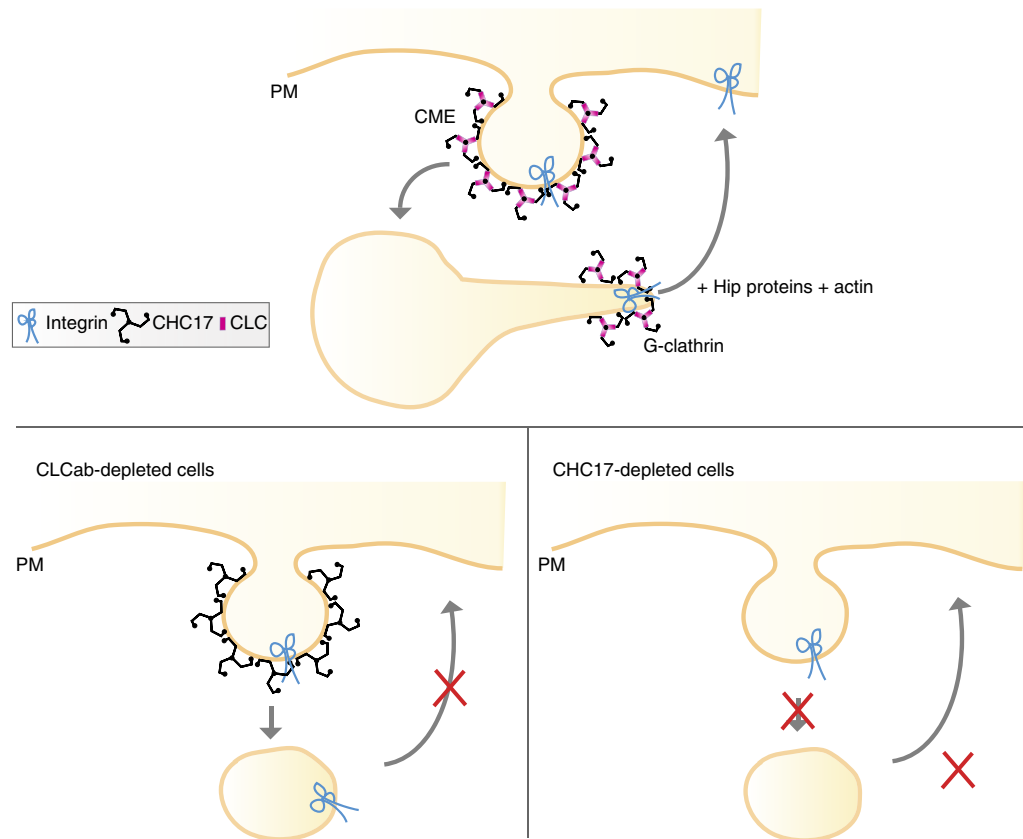 PM
CME
+ Hip proteins + actin
Integrin CHC17 CLC
G-clathrin
CLCab-depleted cells
PM
CHC17-depleted cells
PM